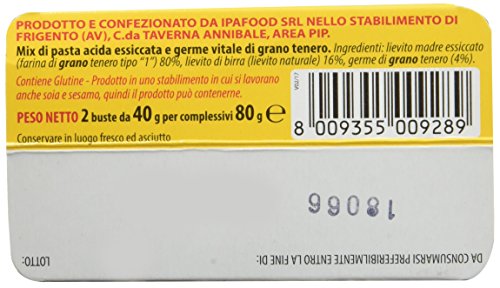 PRODOTTO E CONFEZIONATO DA IPAFOOD SRL NELLO STABILIMENTO DI
FRIGENTO (AV), C.da TAVERNA ANNIBALE, AREA PIP.
Mix di pasta acida essiccata e germe vitale di grano tenero. Ingredienti: lievito madre essiccato
(farina di grano tenero tipo “1”) 80%, lievito di birra (lievito naturale) 16%, germe di grano tenero (4%).
Contiene Glutine - Prodotto in uno stabilimento in cui si lavorano
anche soia e sesamo, quindi il prodotto può contenerne.
PESO NETTO 2 buste da 40 g per complessivi 80 g ℮
Conservare in luogo fresco ed asciutto
V02/17
8 009355 009289
18066
LOTTO:
DA CONSUMARSI PREFERIBILMENTE ENTRO LA FINE DI: